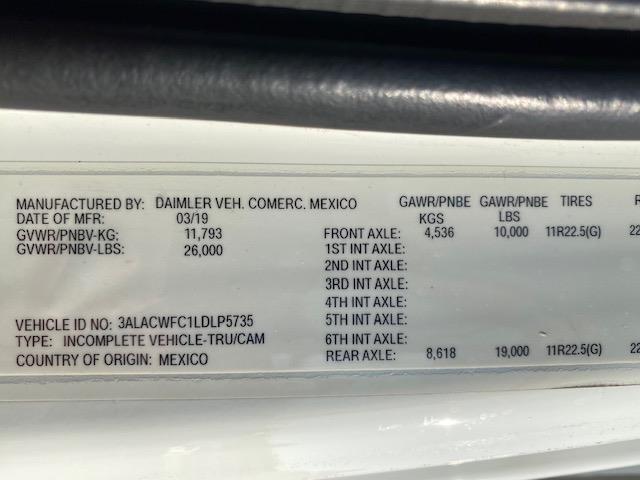 MANUFACTURED BY: DAIMLER VEH. COMERC. MEXICO GAWR/PNBE KGS GAWR/PNBE LBS TIRES R
DATE OF MFR: 03/19
GVWR/PNBV-KG: 11,793 FRONT AXLE: 4,536 10,000 11R22.5(G) 22
GVWR/PNBV-LBS: 26,000 1ST INT AXLE:
2ND INT AXLE:
3RD INT AXLE:
4TH INT AXLE:
VEHICLE ID NO: 3ALACWFC1LDLP5735 5TH INT AXLE:
TYPE: INCOMPLETE VEHICLE-TRU/CAM 6TH INT AXLE:
COUNTRY OF ORIGIN: MEXICO REAR AXLE: 8,618 19,000 11R22.5(G) 22